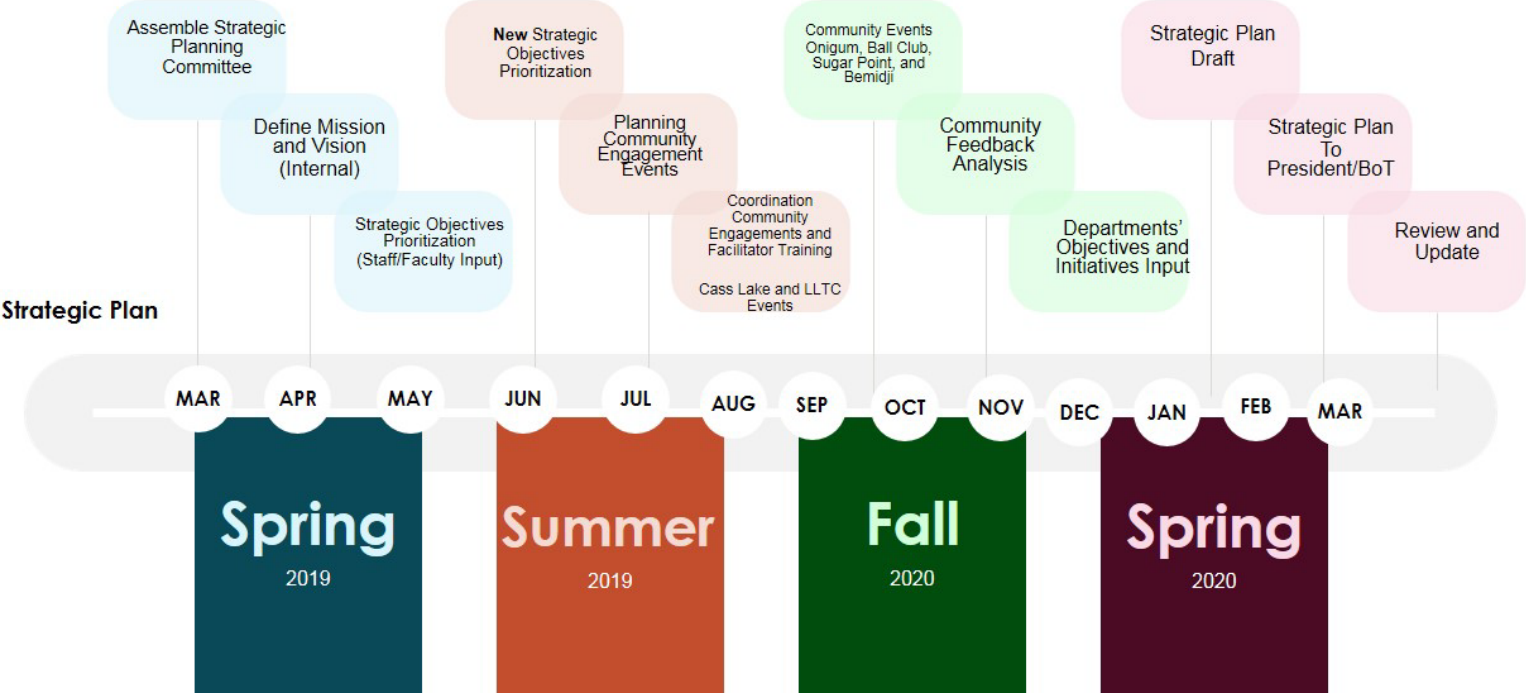 Assemble Strategic
Planning
Committee
Define Mission
and Vision
(Internal)
Strategic Objectives
Prioritization
(Staff/Faculty Input)
New Strategic
Objectives
Prioritization
Planning
Community
Engagement
Events
Coordination
Community
Engagements and
Facilitator Training
Cass Lake and LLTC
Events
Community Events
Onigum, Ball Club,
Sugar Point, and
Bemidji
Community
Feedback
Analysis
Departments’
Objectives and
Initiatives Input
Strategic Plan
Draft
Strategic Plan
To
President/BoT
Review and
Update
Strategic Plan
MAR APR MAY JUN JUL AUG SEP OCT NOV DEC JAN FEB MAR
Spring
2019
Summer
2019
Fall
2020
Spring
2020